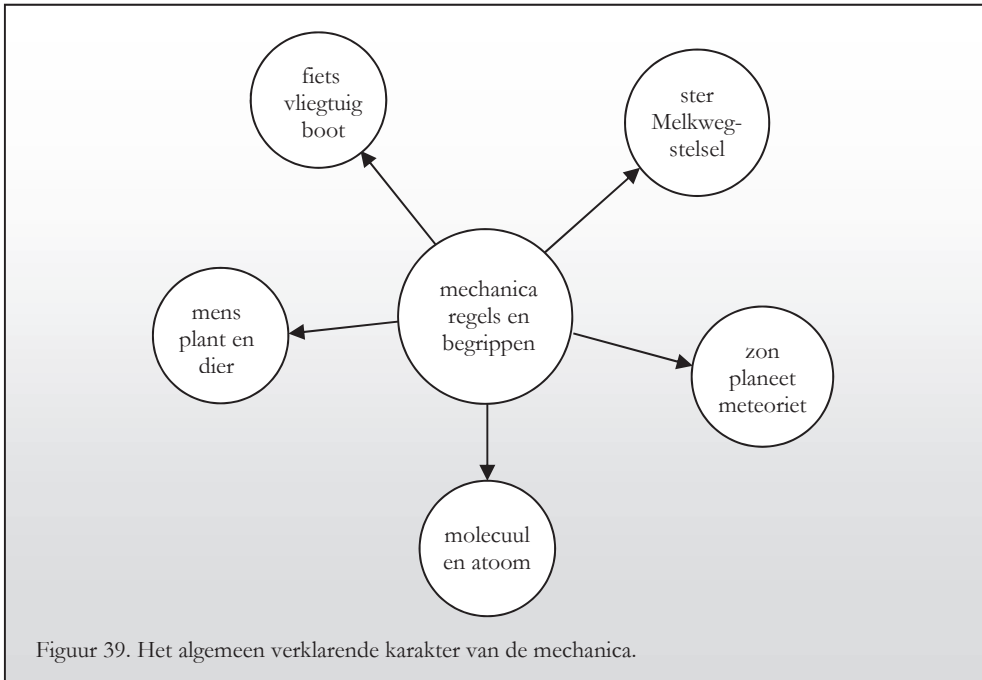 fiets
vliegtuig
boot
ster
Melkweg-
stelsel
mens
plant en
dier
mechanica
regels en
begrippen
zon
planeet
meteoriet
molecuul
en atoom
Figuur 39. Het algemeen verklarende karakter van de mechanica.